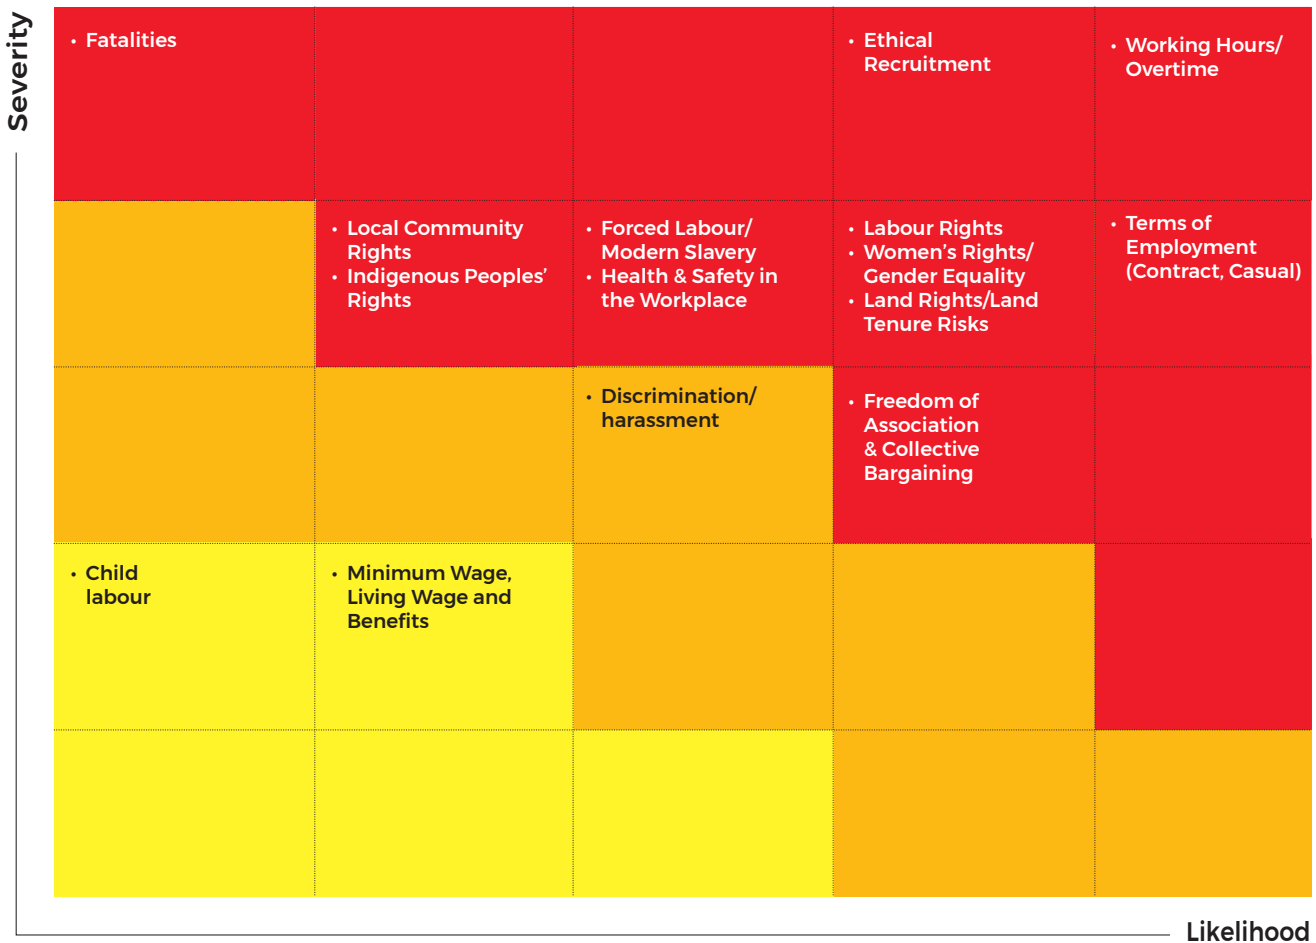 Severity
• Fatalities
• Ethical
Recruitment
• Working Hours/
Overtime
• Local Community
Rights
• Indigenous Peoples’
Rights
• Forced Labour/
Modern Slavery
• Health & Safety in
the Workplace
• Labour Rights
• Women’s Rights/
Gender Equality
• Land Rights/Land
Tenure Risks
• Terms of
Employment
(Contract, Casual)
• Discrimination/
harassment
• Freedom of
Association
& Collective
Bargaining
• Child
labour
• Minimum Wage,
Living Wage and
Benefits
Likelihood